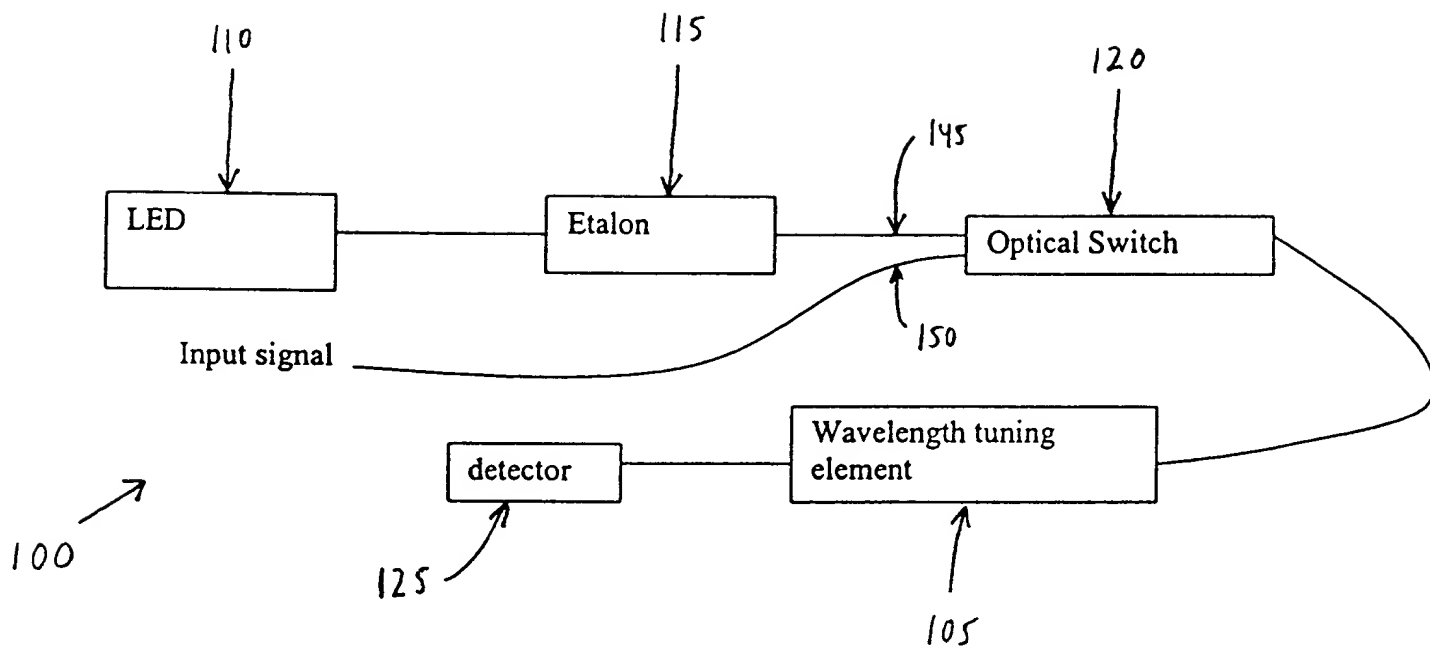 110
115
120
145
LED
Etalon
Optical Switch
150
Input signal
Wavelength tuning
element
detector
100
125
105